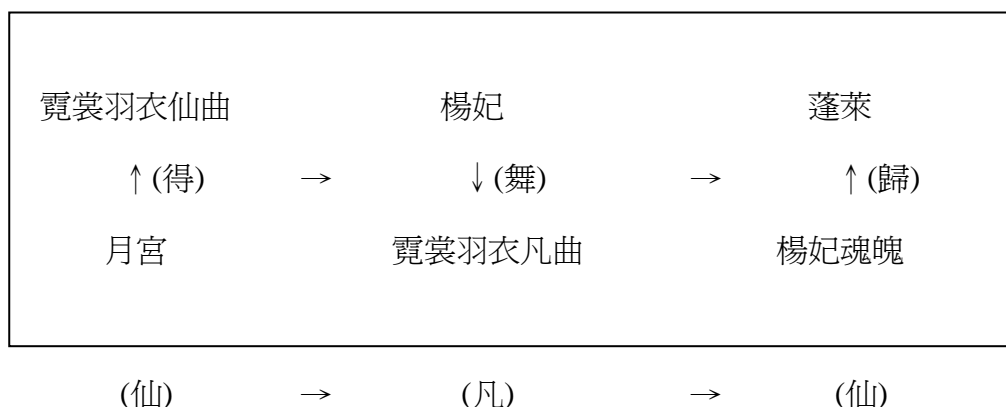 霓裳羽衣仙曲 楊妃 蓬萊
↑(得) → ↓(舞) → ↑(歸)
月宮 霓裳羽衣凡曲 楊妃魂魄
(仙) → (凡) → (仙)